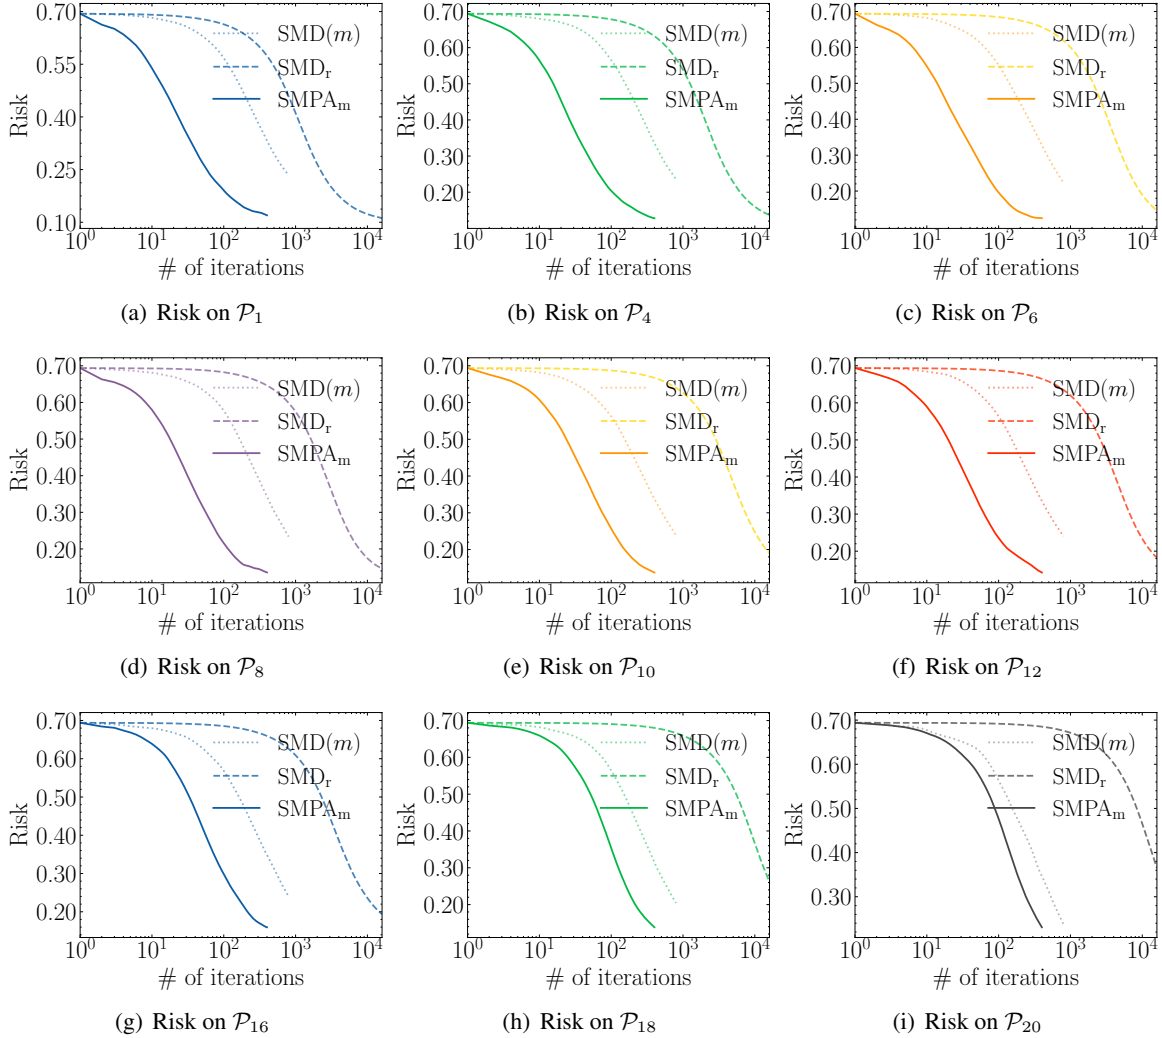 0.70
0.55
0.40
0.25
0.10
Risk
SMD(m)
SMD_r
SMPA_m
10^0 10^1 10^2 10^3 10^4
# of iterations
(a) Risk on P_1
0.70
0.60
0.50
0.40
0.30
0.20
Risk
SMD(m)
SMD_r
SMPA_m
10^0 10^1 10^2 10^3 10^4
# of iterations
(b) Risk on P_4
0.70
0.60
0.50
0.40
0.30
0.20
Risk
SMD(m)
SMD_r
SMPA_m
10^0 10^1 10^2 10^3 10^4
# of iterations
(c) Risk on P_6
0.70
0.60
0.50
0.40
0.30
0.20
Risk
SMD(m)
SMD_r
SMPA_m
10^0 10^1 10^2 10^3 10^4
# of iterations
(d) Risk on P_8
0.70
0.60
0.50
0.40
0.30
0.20
Risk
SMD(m)
SMD_r
SMPA_m
10^0 10^1 10^2 10^3 10^4
# of iterations
(e) Risk on P_10
0.70
0.60
0.50
0.40
0.30
0.20
Risk
SMD(m)
SMD_r
SMPA_m
10^0 10^1 10^2 10^3 10^4
# of iterations
(f) Risk on P_12
0.70
0.60
0.50
0.40
0.30
0.20
Risk
SMD(m)
SMD_r
SMPA_m
10^0 10^1 10^2 10^3 10^4
# of iterations
(g) Risk on P_16
0.70
0.60
0.50
0.40
0.30
0.20
Risk
SMD(m)
SMD_r
SMPA_m
10^0 10^1 10^2 10^3 10^4
# of iterations
(h) Risk on P_18
0.70
0.60
0.50
0.40
0.30
Risk
SMD(m)
SMD_r
SMPA_m
10^0 10^1 10^2 10^3 10^4
# of iterations
(i) Risk on P_20